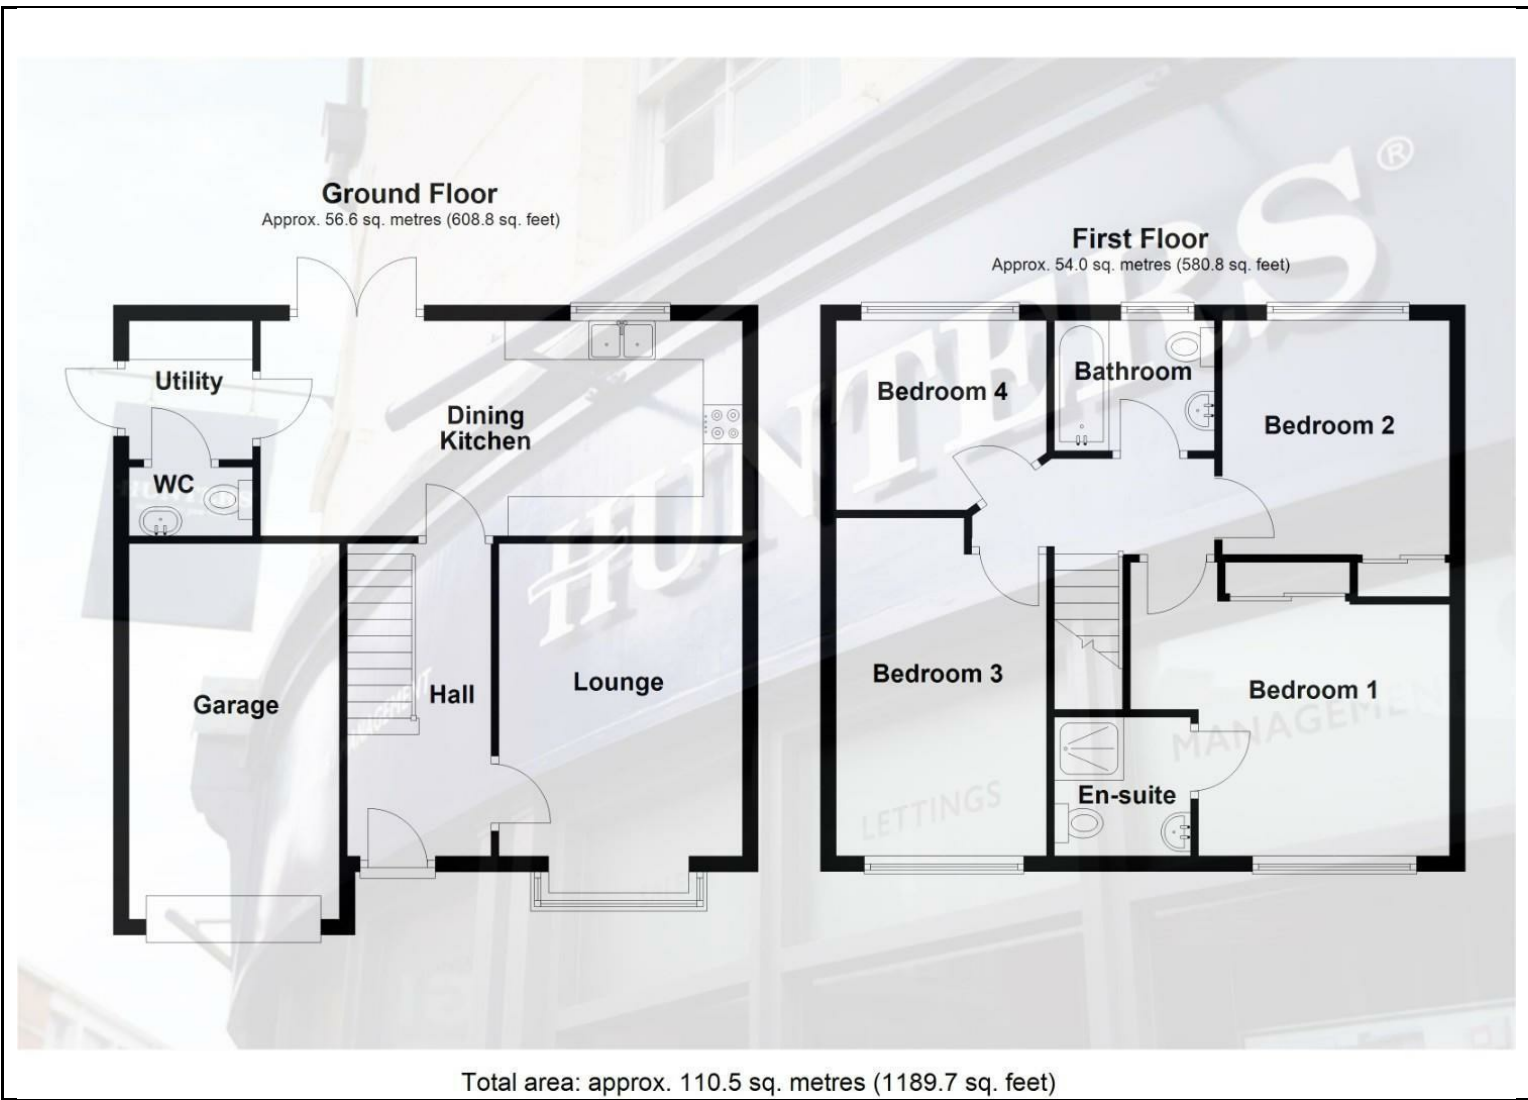 Ground Floor
Approx. 56.6 sq. metres (608.8 sq. feet)
First Floor
Approx. 54.0 sq. metres (580.8 sq. feet)
Utility
Dining
Kitchen
WC
Garage
Hall
Lounge
Bedroom 4
Bathroom
Bedroom 2
Bedroom 3
Bedroom 1
En-suite
HUNTERS®
HUNTERS
MANAGEMENT
LETTINGS
MANAGEMENT
Total area: approx. 110.5 sq. metres (1189.7 sq. feet)